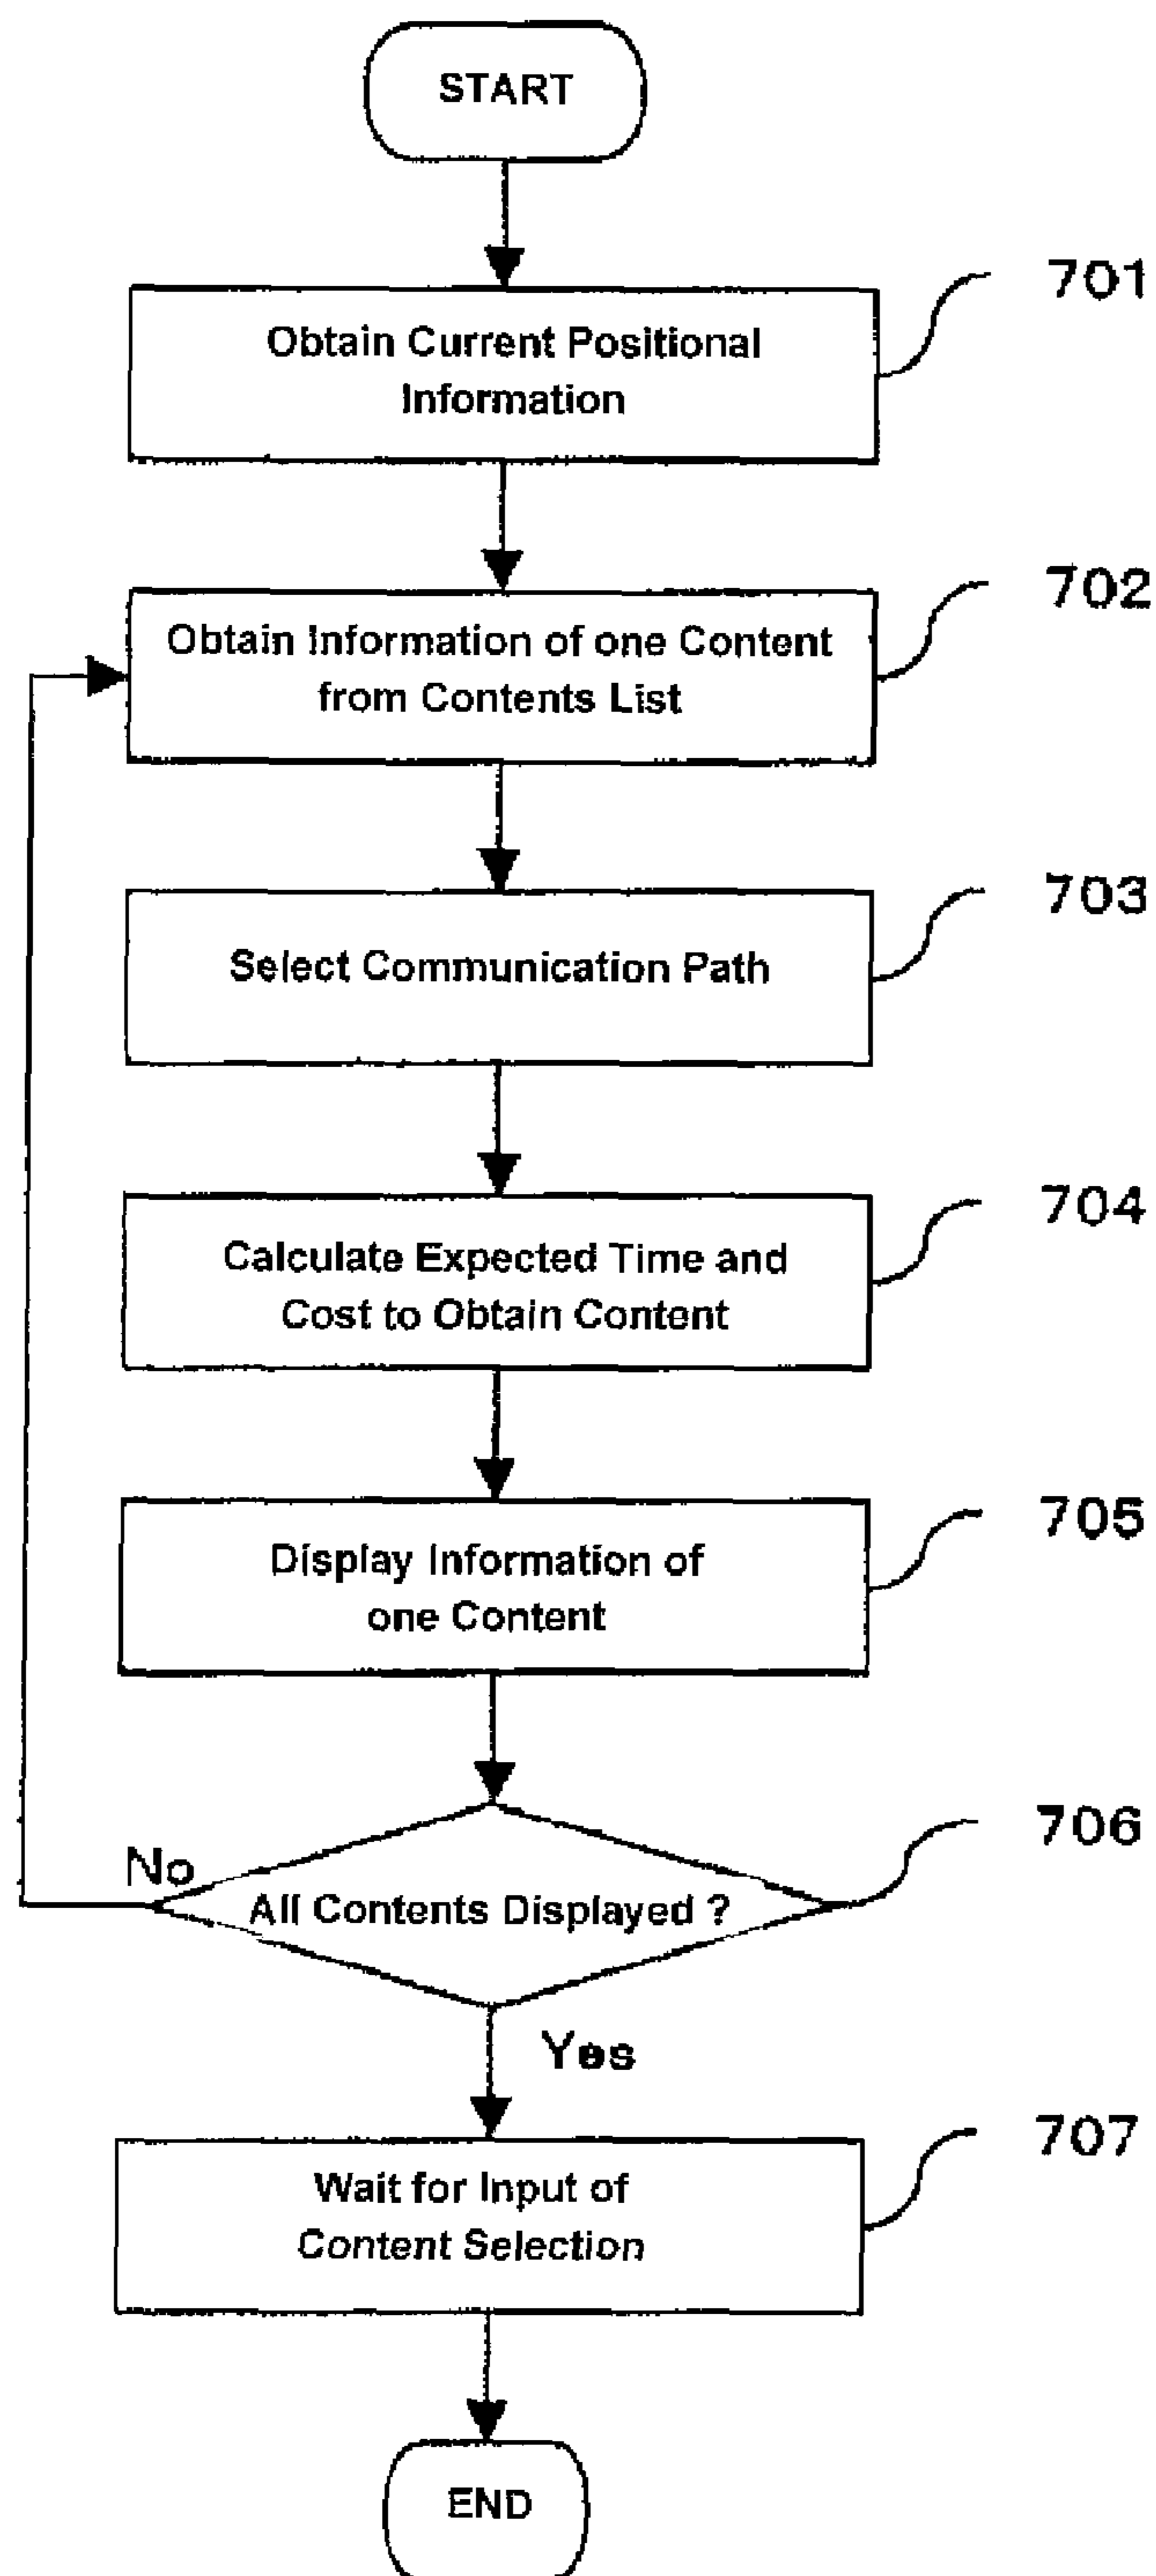 START
701
Obtain Current Positional
Information
702
Obtain Information of one Content
from Contents List
703
Select Communication Path
704
Calculate Expected Time and
Cost to Obtain Content
705
Display Information of
one Content
706
No
All Contents Displayed ?
Yes
707
Wait for Input of
Content Selection
END